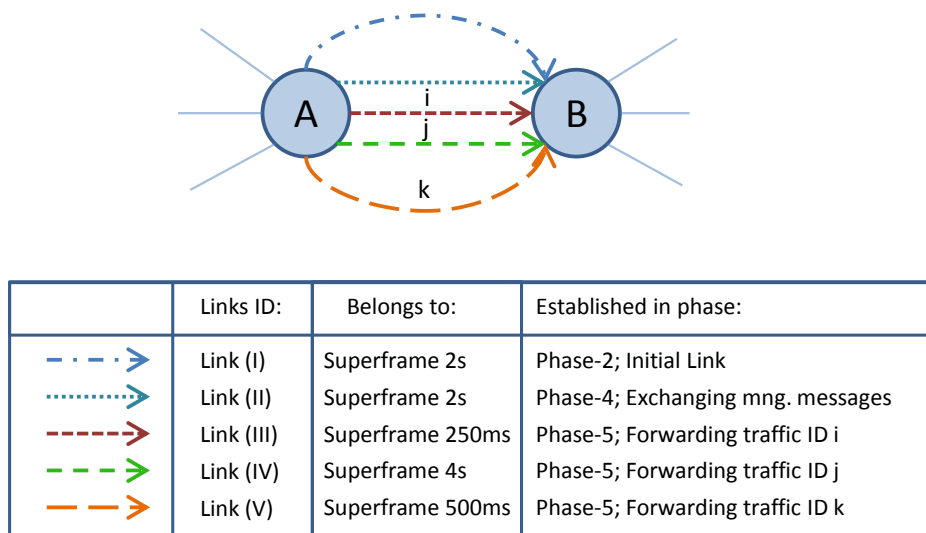 A
B
i
j
k
Links ID: Belongs to: Established in phase:
Link (I) Superframe 2s Phase-2; Initial Link
Link (II) Superframe 2s Phase-4; Exchanging mng. messages
Link (III) Superframe 250ms Phase-5; Forwarding traffic ID i
Link (IV) Superframe 4s Phase-5; Forwarding traffic ID j
Link (V) Superframe 500ms Phase-5; Forwarding traffic ID k